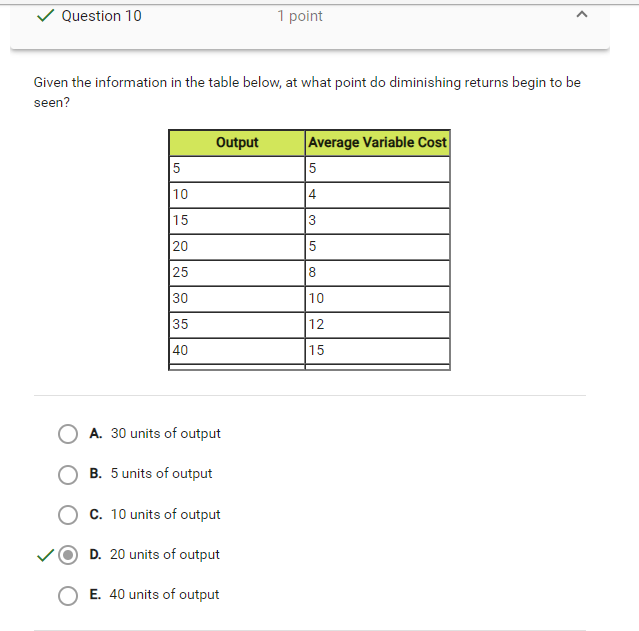 Question 10 1 point
Given the information in the table below, at what point do diminishing returns begin to be
seen?
Output Average Variable Cost
5 5
10 4
15 3
20 5
25 8
30 10
35 12
40 15
A. 30 units of output
B. 5 units of output
C. 10 units of output
D. 20 units of output
E. 40 units of output